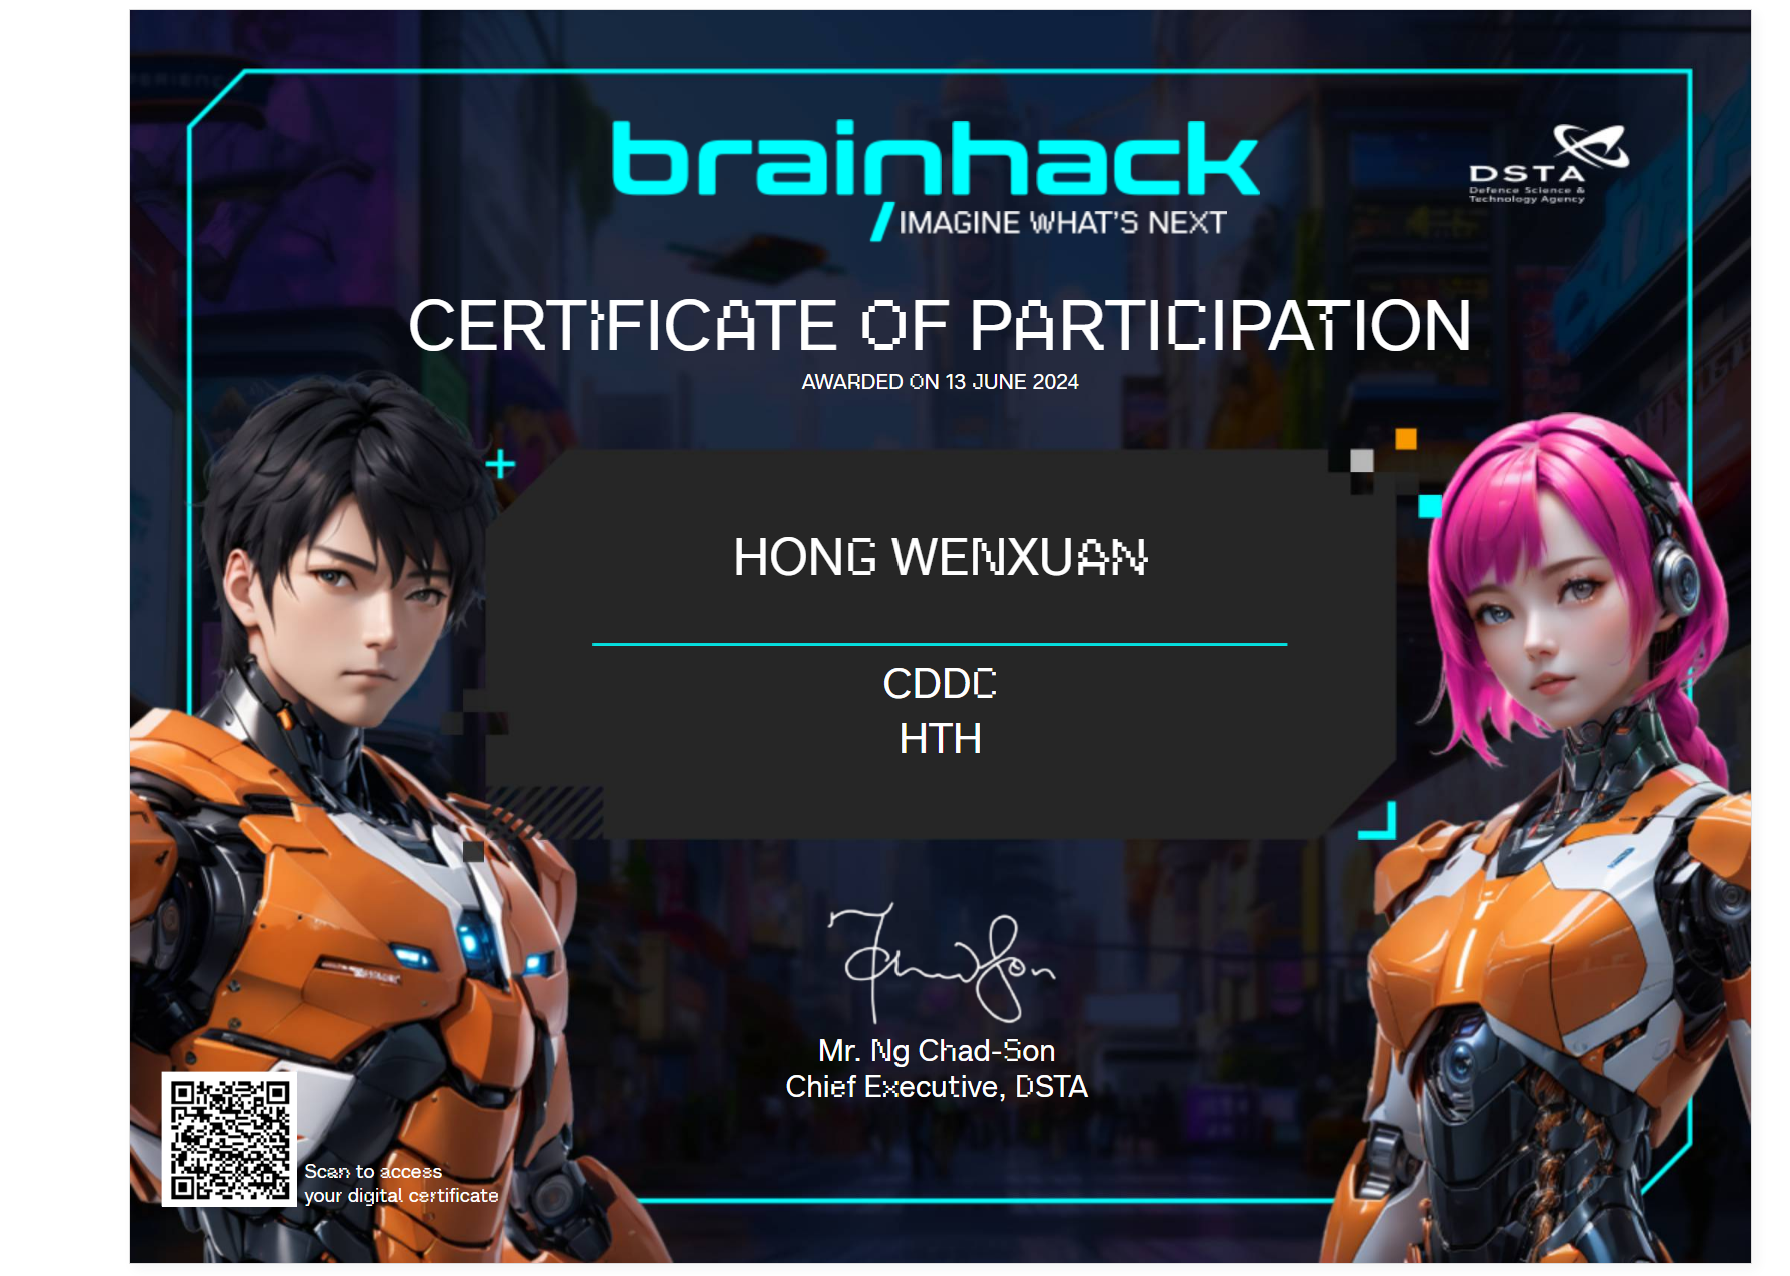 brainhack
IMAGINE WHAT'S NEXT
DSTA
Defence Science &
Technology Agency
CERTIFICATE OF PARTICIPATION
AWARDED ON 13 JUNE 2024
HONG WENXUAN
CDDC
HTH
Mr. Ng Chad-Son
Chief Executive, DSTA
Scan to access
your digital certificate